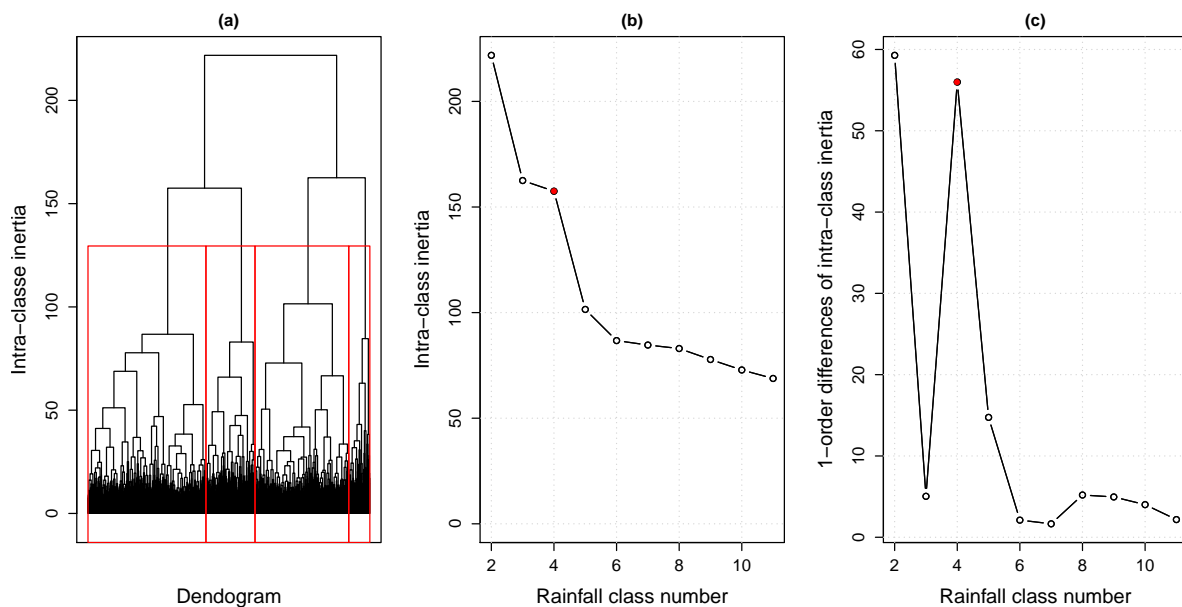 (a)
Intra−classe inertia
0
50
100
150
200
Dendogram
(b)
Intra−class inertia
0
50
100
150
200
2 4 6 8 10
Rainfall class number
(c)
1−order differences of intra−class inertia
0
10
20
30
40
50
60
2 4 6 8 10
Rainfall class number